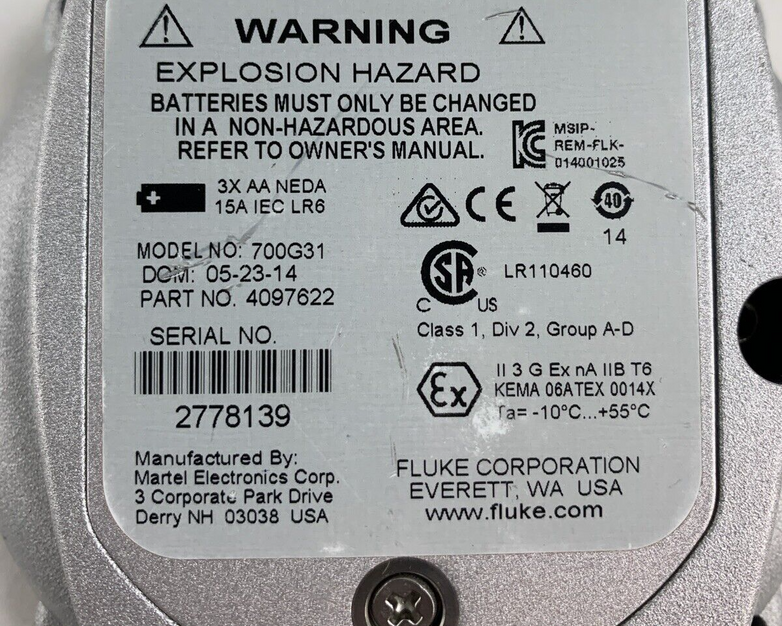 WARNING
EXPLOSION HAZARD
BATTERIES MUST ONLY BE CHANGED
IN A NON-HAZARDOUS AREA.
REFER TO OWNER'S MANUAL.
MSIP-
REM-FLK-
014001025
3X AA NEDA
15A IEC LR6
CE
40
14
MODEL NO: 700G31
DOM: 05-23-14
PART NO. 4097622
SA
C US
LR110460
Class 1, Div 2, Group A-D
SERIAL NO.
2778139
Ex
II 3 G Ex nA IIB T6
KEMA 06ATEX 0014X
Ta= -10°C...+55°C
Manufactured By:
Martel Electronics Corp.
3 Corporate Park Drive
Derry NH 03038 USA
FLUKE CORPORATION
EVERETT, WA USA
www.fluke.com